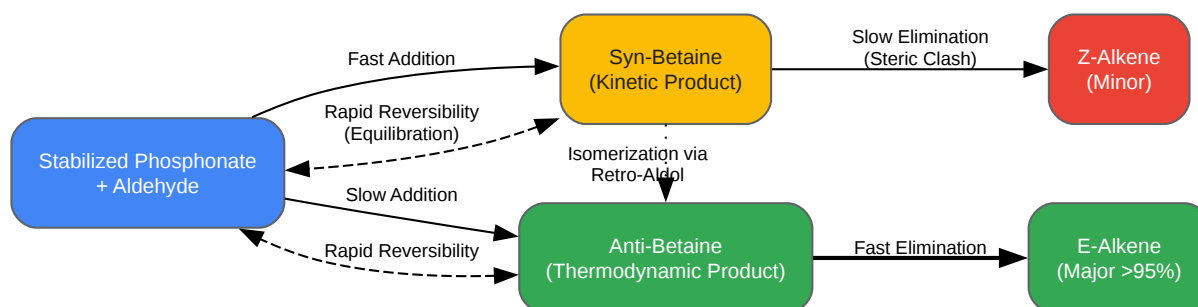 Stabilized Phosphonate
+ Aldehyde
Fast Addition
Rapid Reversibility
(Equilibration)
Slow Addition
Rapid Reversibility
Syn-Betaine
(Kinetic Product)
Isomerization via
Retro-Aldol
Anti-Betaine
(Thermodynamic Product)
Slow Elimination
(Steric Clash)
Fast Elimination
Z-Alkene
(Minor)
E-Alkene
(Major >95%)